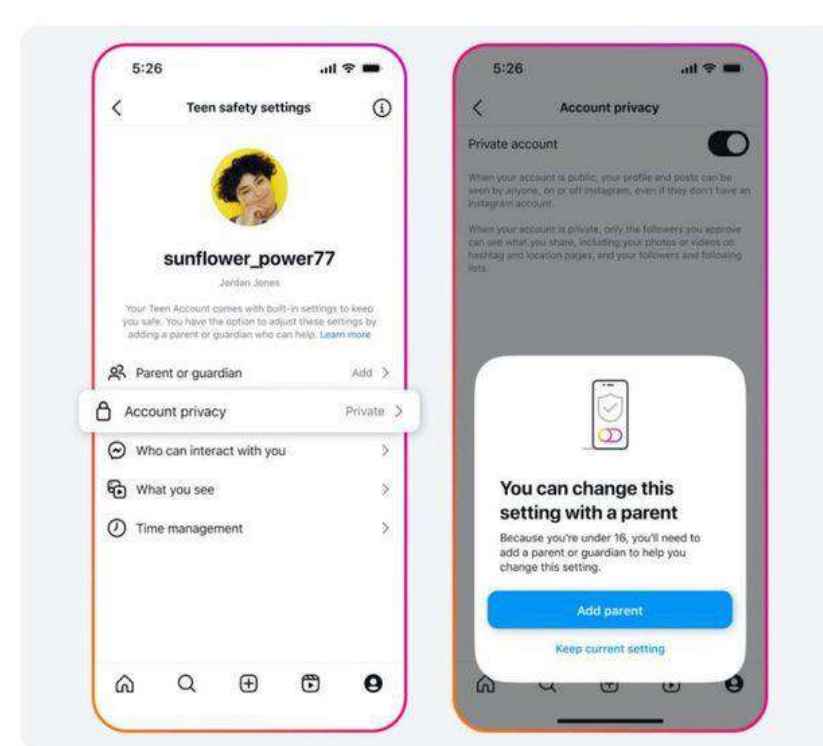 5:26
Teen safety settings
sunflower_power77
Jordan Jones
Your Teen Account comes with built-in settings to keep
you safe. You have the option to adjust these settings by
adding a parent or guardian who can help. Learn more
Parent or guardian Add >
Account privacy Private >
Who can interact with you >
What you see >
Time management >
5:26
Account privacy
Private account
When your account is public, your profile and posts can be
seen by anyone, on or off Instagram, even if they don't have an
Instagram account.
When your account is private, only the followers you approve
can see what you share, including your photos or videos on
hashtag and location pages, and your followers and following
lists.
You can change this
setting with a parent
Because you're under 16, you'll need to
add a parent or guardian to help you
change this setting.
Add parent
Keep current setting